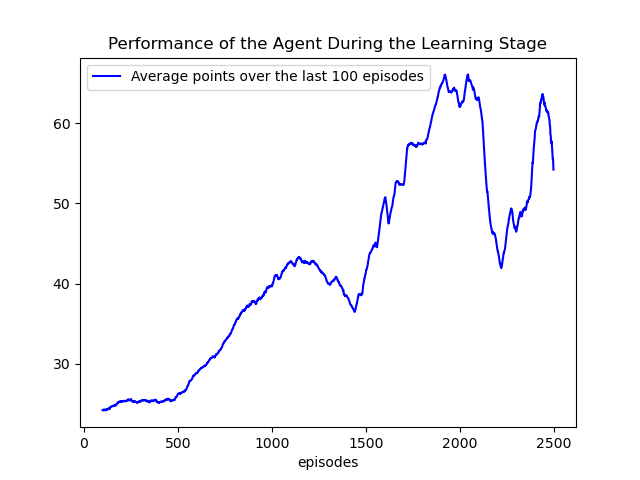 Performance of the Agent During the Learning Stage
Average points over the last 100 episodes
60
50
40
30
0 500 1000 1500 2000 2500
episodes